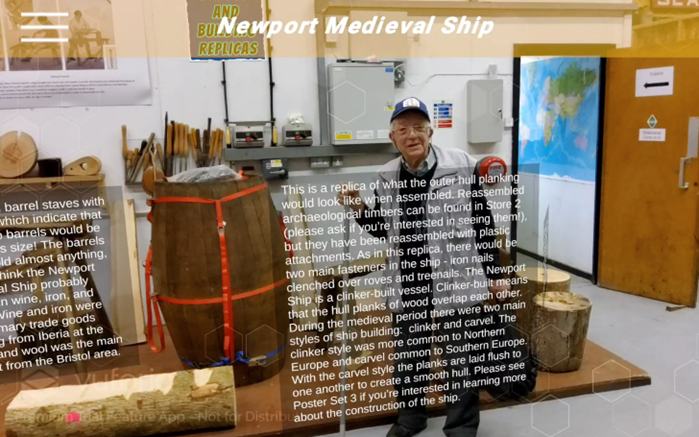 AND
BUILDING
REPLICAS
Newport Medieval Ship
barrel staves with
which indicate that
barrels would be
s size! The barrels
ld almost anything,
hink the Newport
al Ship probably
n wine, iron, and
Wine and iron were
mary trade goods
g from Iberia at the
and wool was the main
t from the Bristol area.
This is a replica of what the outer hull planking
would look like when assembled. Reassembled
archaeological timbers can be found in Store 2
(please ask if you're interested in seeing them!),
but they have been reassembled with plastic
attachments. As in this replica, there would be
two main fasteners in the ship - iron nails
clenched over roves and treenails. The Newport
Ship is a clinker-built vessel. Clinker-built means
that the hull planks of wood overlap each other.
During the medieval period there were two main
styles of ship building: clinker and carvel. The
clinker style was more common to Northern
Europe and carvel common to Southern Europe.
With the carvel style the planks are laid flush to
one another to create a smooth hull. Please see
Poster Set 3 if you're interested in learning more
about the construction of the ship.
vuforia
Feature App - Not for Distribu